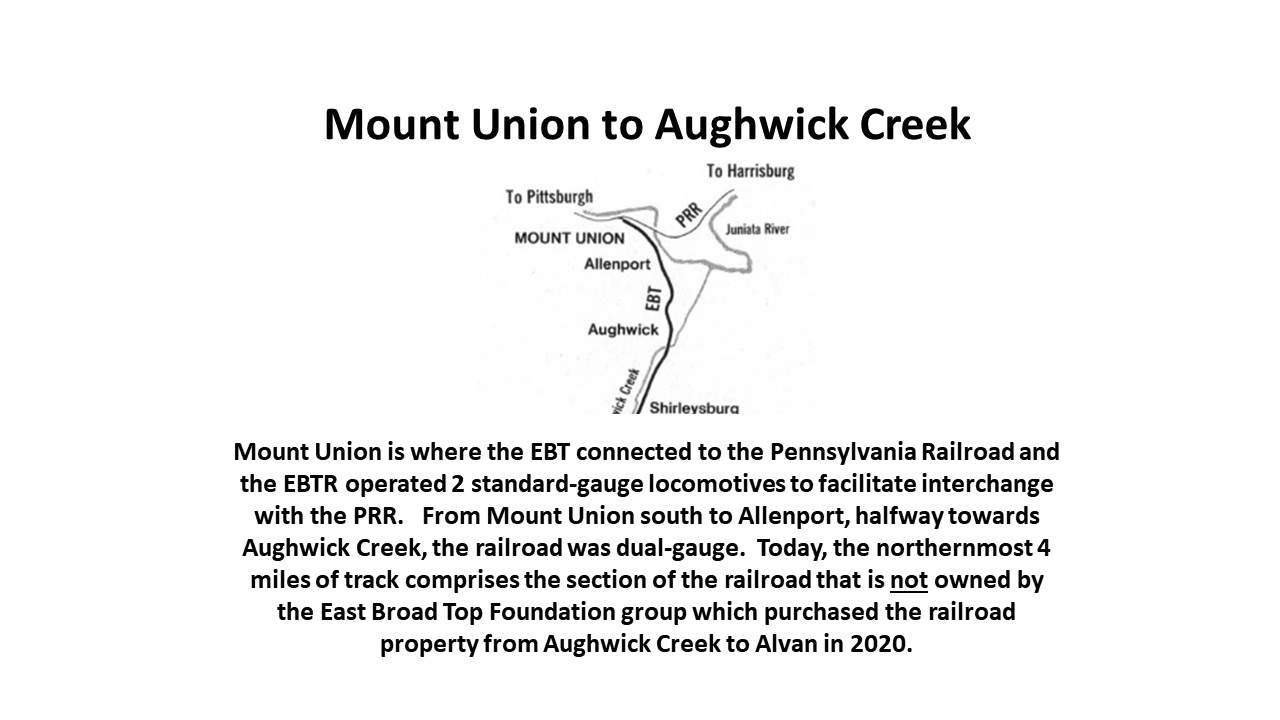 Mount Union to Aughwick Creek
To Harrisburg
To Pittsburgh
PRR
Juniata River
MOUNT UNION
Allenport
EBT
Aughwick
Creek
Shirleysburg
Mount Union is where the EBT connected to the Pennsylvania Railroad and
the EBTR operated 2 standard-gauge locomotives to facilitate interchange
with the PRR.   From Mount Union south to Allenport, halfway towards
Aughwick Creek, the railroad was dual-gauge.  Today, the northernmost 4
miles of track comprises the section of the railroad that is not owned by
the East Broad Top Foundation group which purchased the railroad
property from Aughwick Creek to Alvan in 2020.